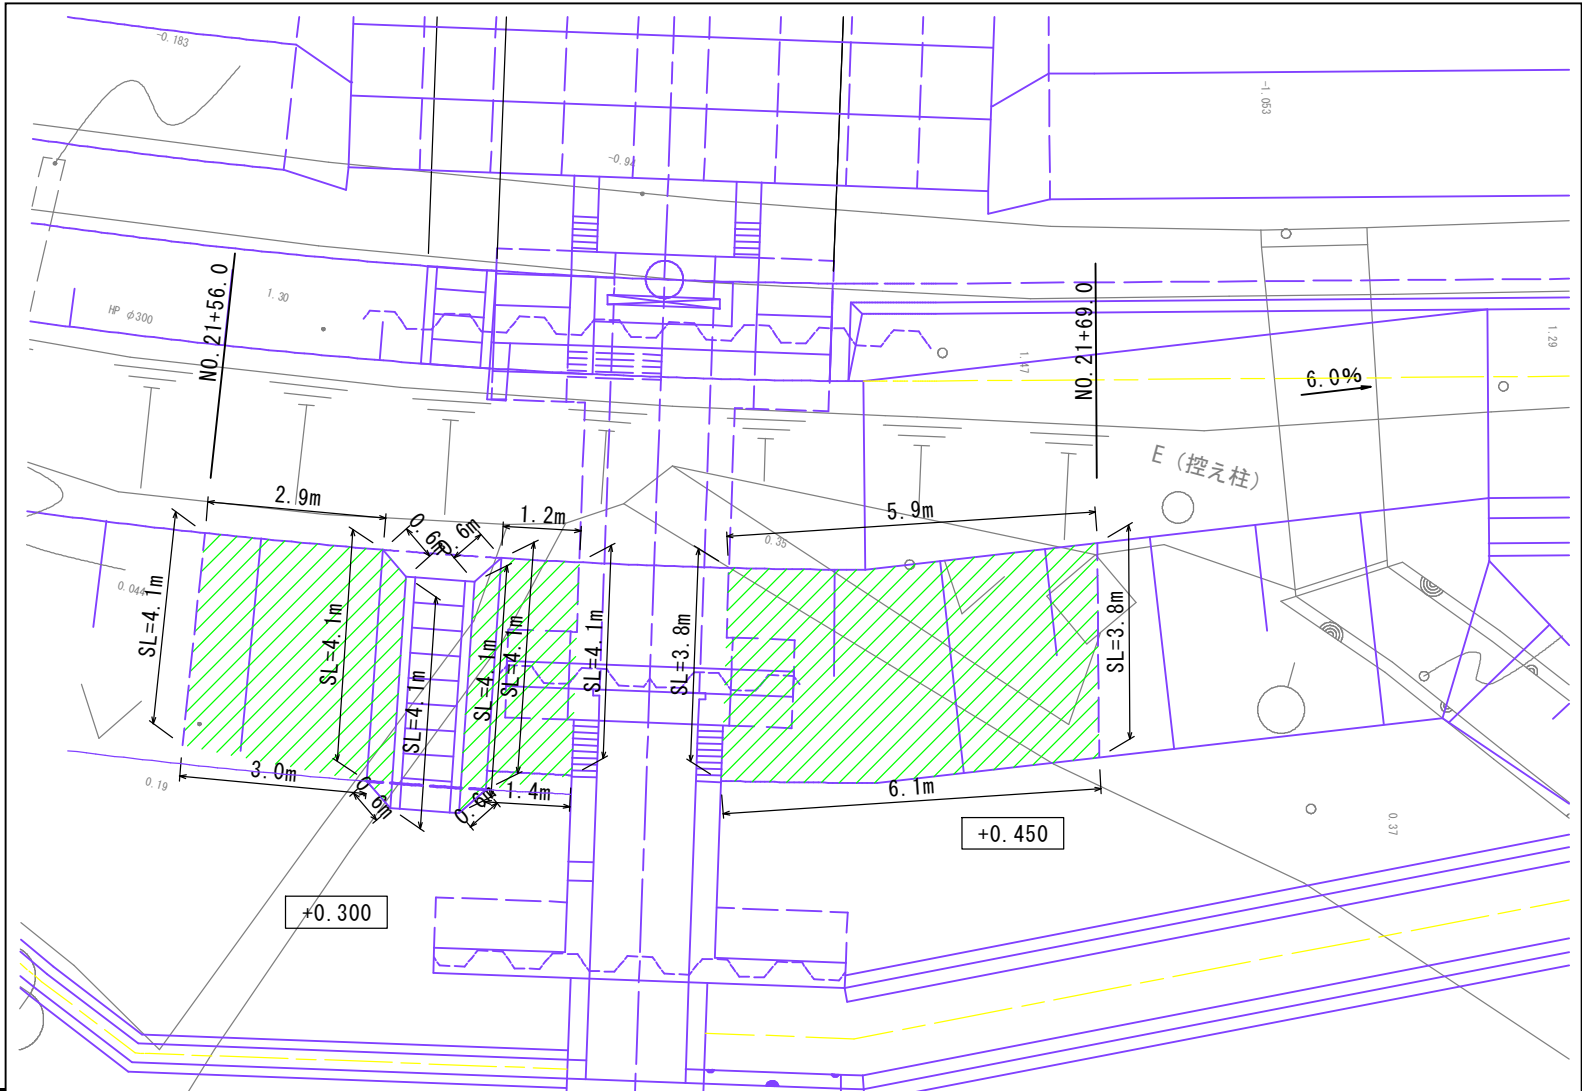 -0.183
-1.053
-0.94
NO.21+56.0
1.30
HP φ300
NO.21+69.0
1.47
1.29
6.0%
E（控え柱）
2.9m
0.6m
0.6m
1.2m
5.9m
0.35
0.044
SL=4.1m
SL=4.1m
SL=4.1m
SL=4.1m
SL=4.1m
SL=4.1m
SL=3.8m
SL=3.8m
0.19
3.0m
0.6m
0.6m
1.4m
6.1m
+0.450
0.37
+0.300